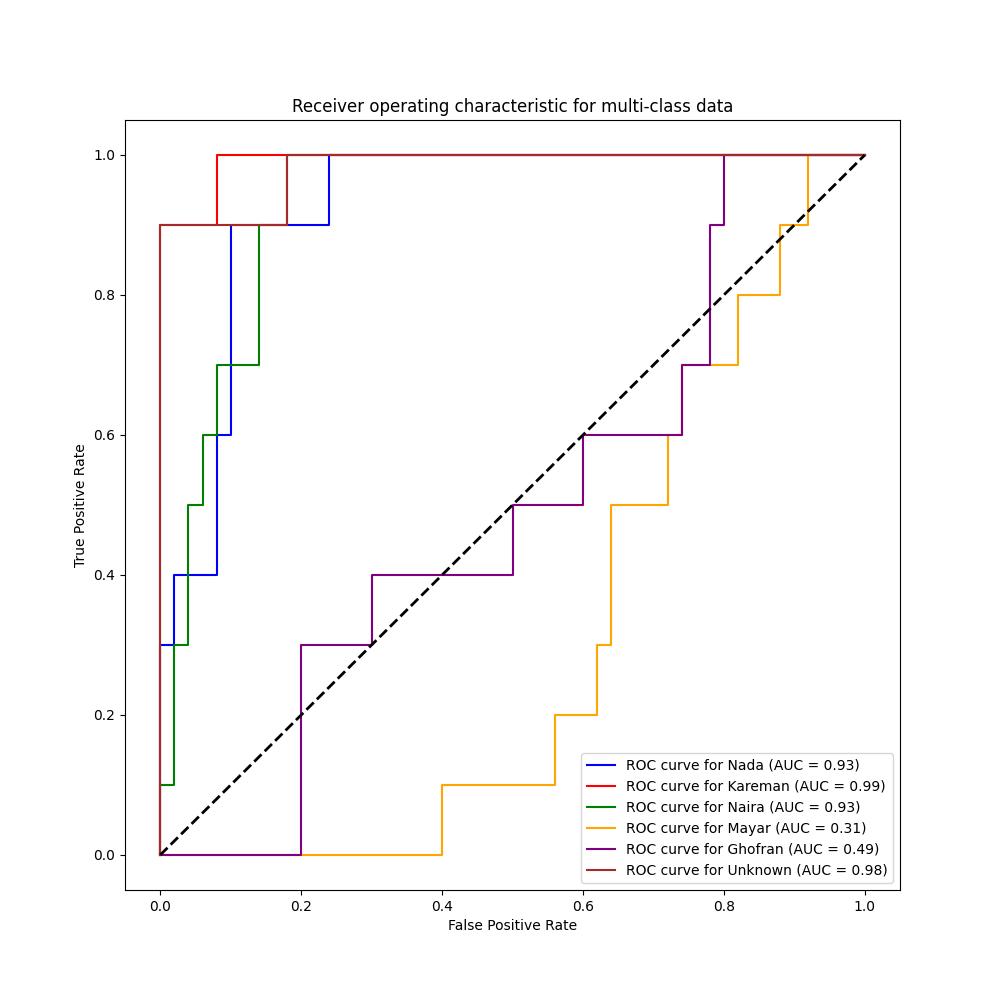 Receiver operating characteristic for multi-class data
1.0
0.8
0.6
0.4
0.2
0.0
True Positive Rate
ROC curve for Nada (AUC = 0.93)
ROC curve for Kareman (AUC = 0.99)
ROC curve for Naira (AUC = 0.93)
ROC curve for Mayar (AUC = 0.31)
ROC curve for Ghofran (AUC = 0.49)
ROC curve for Unknown (AUC = 0.98)
0.0 0.2 0.4 0.6 0.8 1.0
False Positive Rate